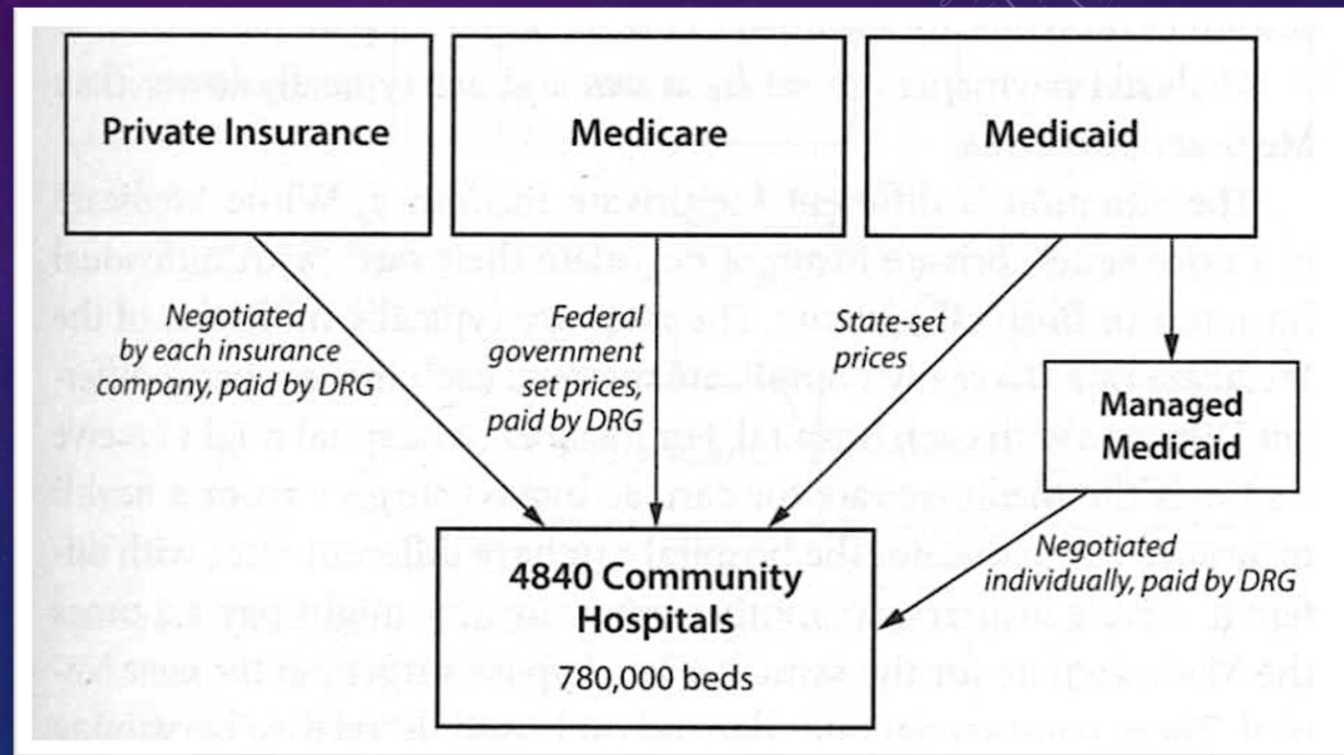 Private Insurance
Medicare
Medicaid
Negotiated
by each insurance
company, paid by DRG
Federal
government
set prices,
paid by DRG
State-set
prices
Managed
Medicaid
Negotiated
individually, paid by DRG
4840 Community
Hospitals
780,000 beds